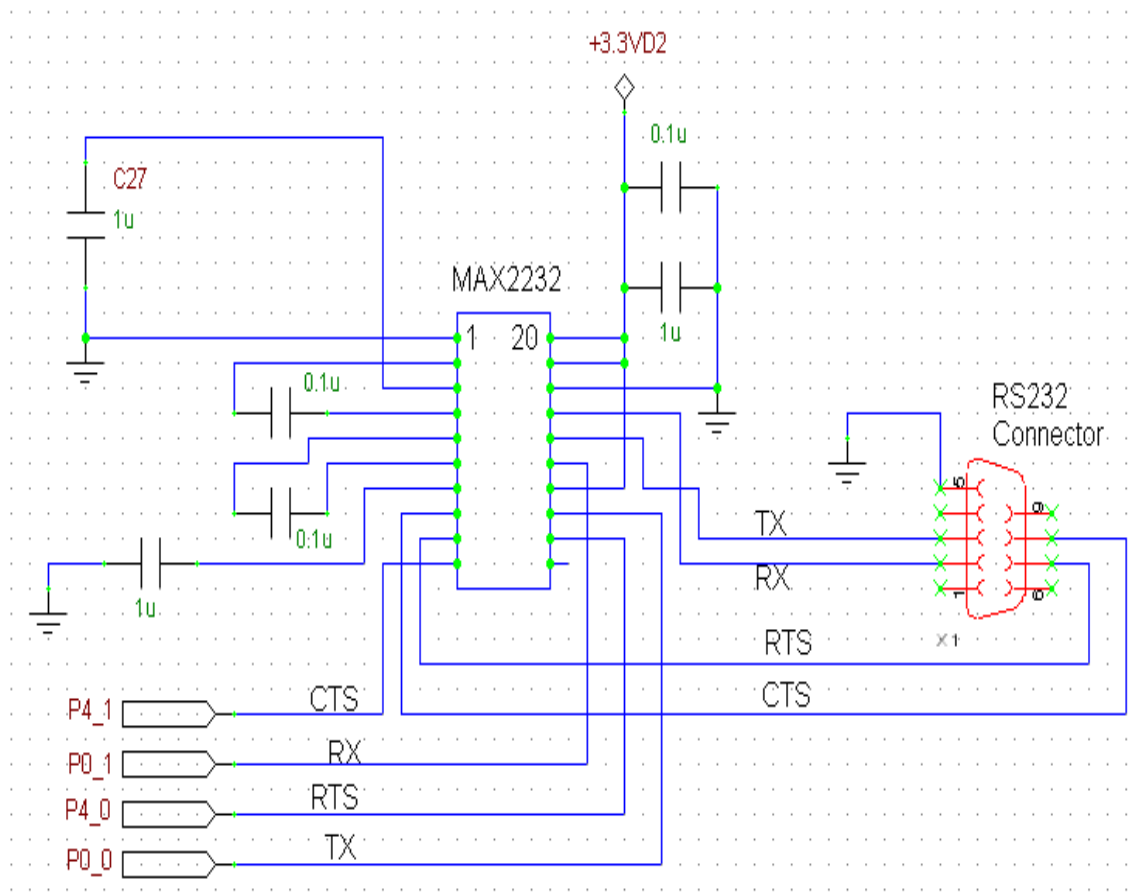 +3.3VD2
0.1u
C27
1u
MAX2232
1u
1 20
0.1u
RS232
Connector
5
9
TX
0.1u
RX
1
6
1u
X1
RTS
CTS
P4_1
CTS
P0_1
RX
P4_0
RTS
P0_0
TX